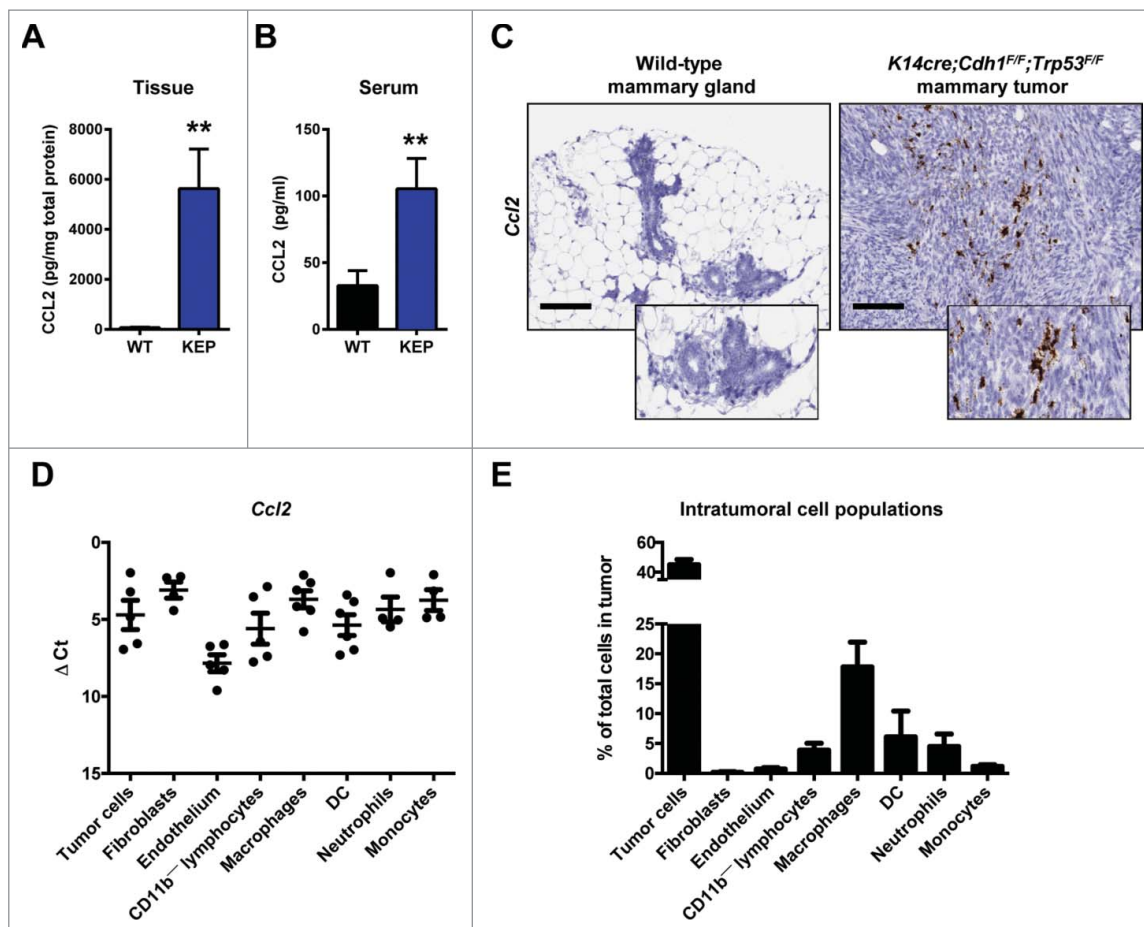 A
Tissue
CCL2 (pg/mg total protein)
8000
6000
4000
2000
0
**
WT KEP
B
Serum
CCL2 (pg/ml)
150
100
50
0
**
WT KEP
C
Wild-type
mammary gland
K14cre;Cdh1F/F;Trp53F/F
mammary tumor
Ccl2
D
Ccl2
Δ Ct
0
5
10
15
Tumor cells
Fibroblasts
Endothelium
CD11b— lymphocytes
Macrophages
DC
Neutrophils
Monocytes
E
Intratumoral cell populations
% of total cells in tumor
60
40
25
20
15
10
5
0
Tumor cells
Fibroblasts
Endothelium
CD11b— lymphocytes
Macrophages
DC
Neutrophils
Monocytes